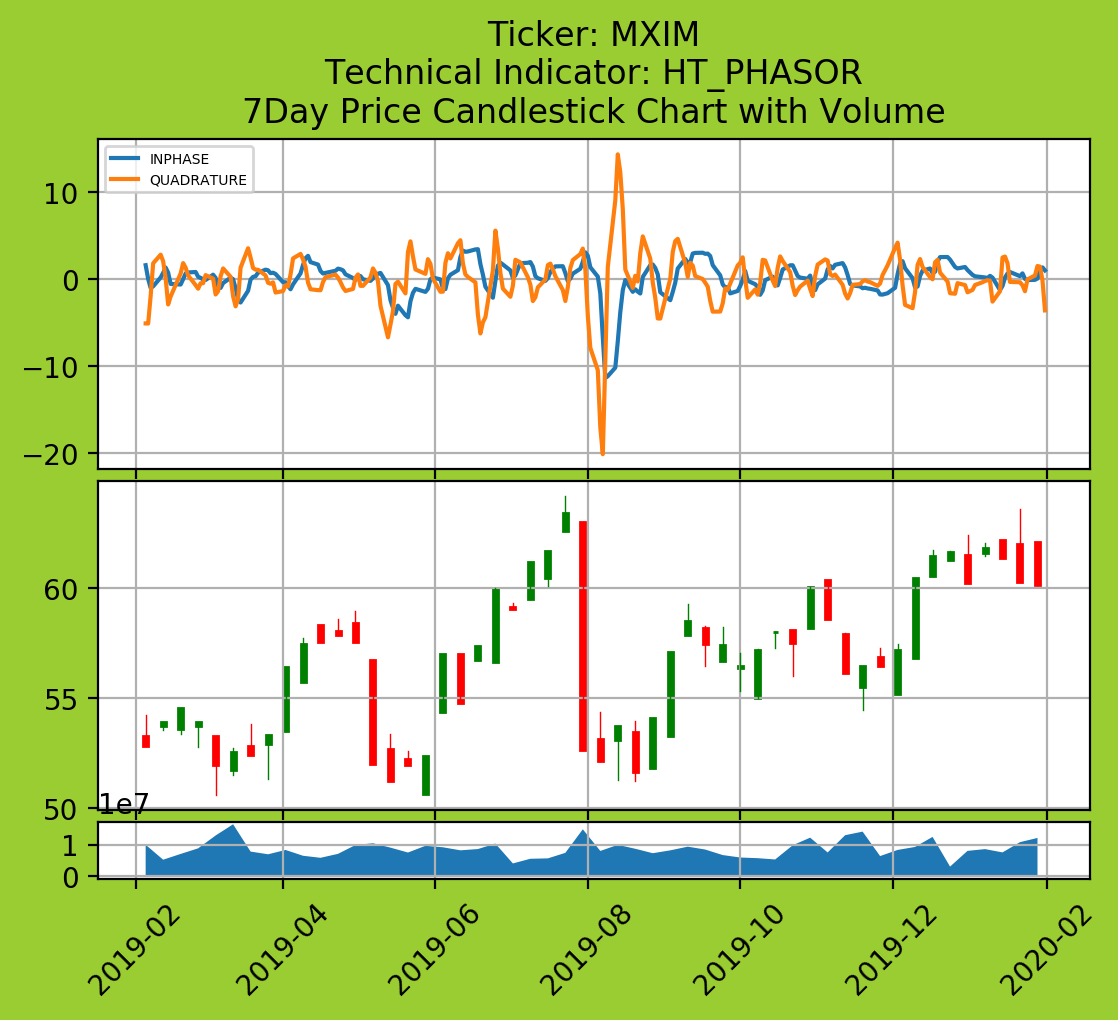 Ticker: MXIM
Technical Indicator: HT_PHASOR
7Day Price Candlestick Chart with Volume
INPHASE
QUADRATURE
10
0
−10
−20
60
55
50
1e7
1
0
2019-02
2019-04
2019-06
2019-08
2019-10
2019-12
2020-02